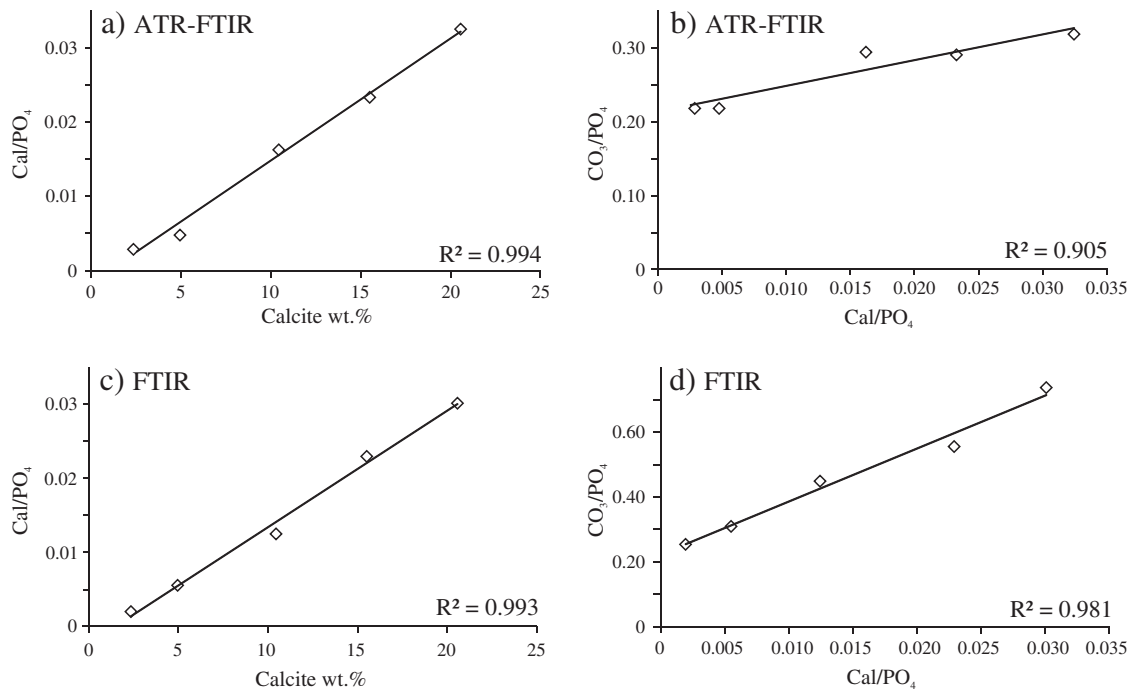 a) ATR-FTIR
Cal/PO₄
0.03
0.02
0.01
0
0 5 10 15 20 25
Calcite wt.%
R² = 0.994
b) ATR-FTIR
CO₃/PO₄
0.30
0.20
0.10
0
0 0.005 0.010 0.015 0.020 0.025 0.030 0.035
Cal/PO₄
R² = 0.905
c) FTIR
Cal/PO₄
0.03
0.02
0.01
0
0 5 10 15 20 25
Calcite wt.%
R² = 0.993
d) FTIR
CO₃/PO₄
0.60
0.40
0.20
0
0 0.005 0.010 0.015 0.020 0.025 0.030 0.035
Cal/PO₄
R² = 0.981